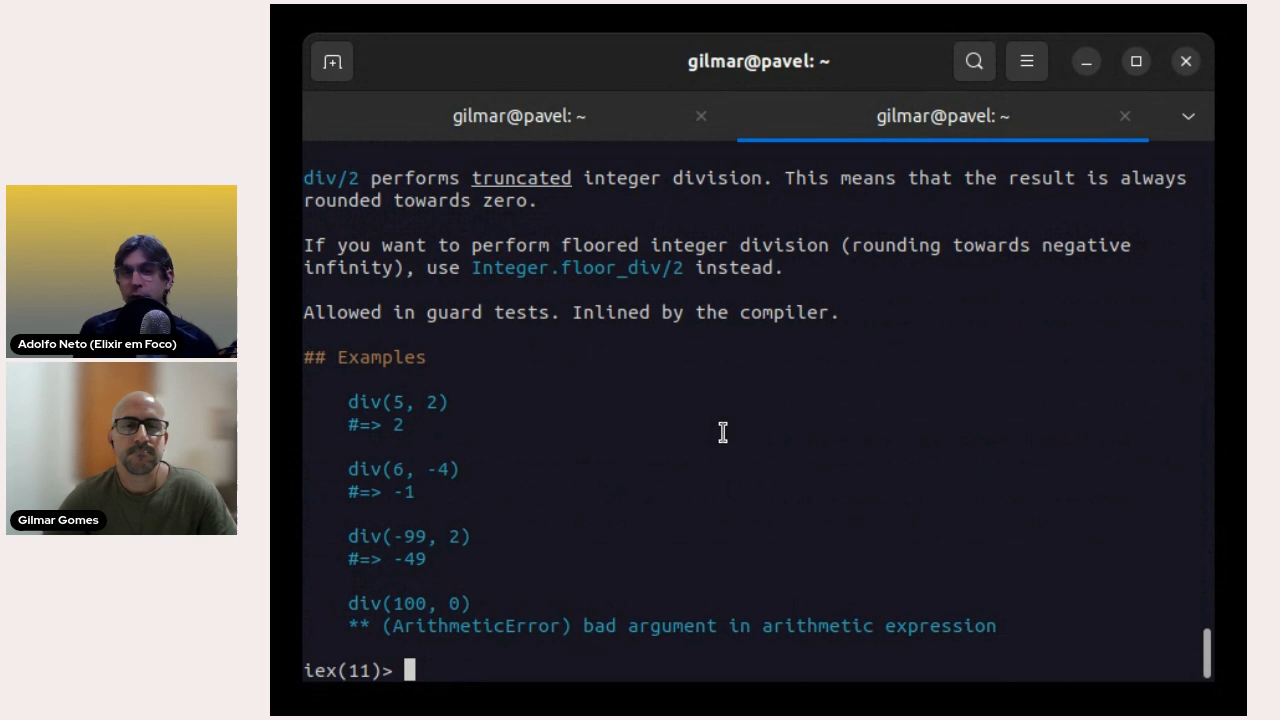 gilmar@pavel: ~
gilmar@pavel: ~
gilmar@pavel: ~
div/2 performs truncated integer division. This means that the result is always
rounded towards zero.
If you want to perform floored integer division (rounding towards negative
infinity), use Integer.floor_div/2 instead.
Allowed in guard tests. Inlined by the compiler.
## Examples
div(5, 2)
#=> 2
div(6, -4)
#=> -1
div(-99, 2)
#=> -49
div(100, 0)
** (ArithmeticError) bad argument in arithmetic expression
iex(11)>
Adolfo Neto (Elixir em Foco)
Gilmar Gomes